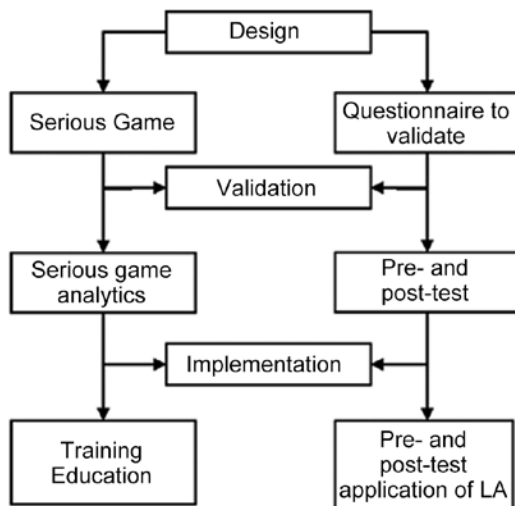 Design
Serious Game
Questionnaire to
validate
Validation
Serious game
analytics
Pre- and
post-test
Implementation
Training
Education
Pre- and
post-test
application of LA